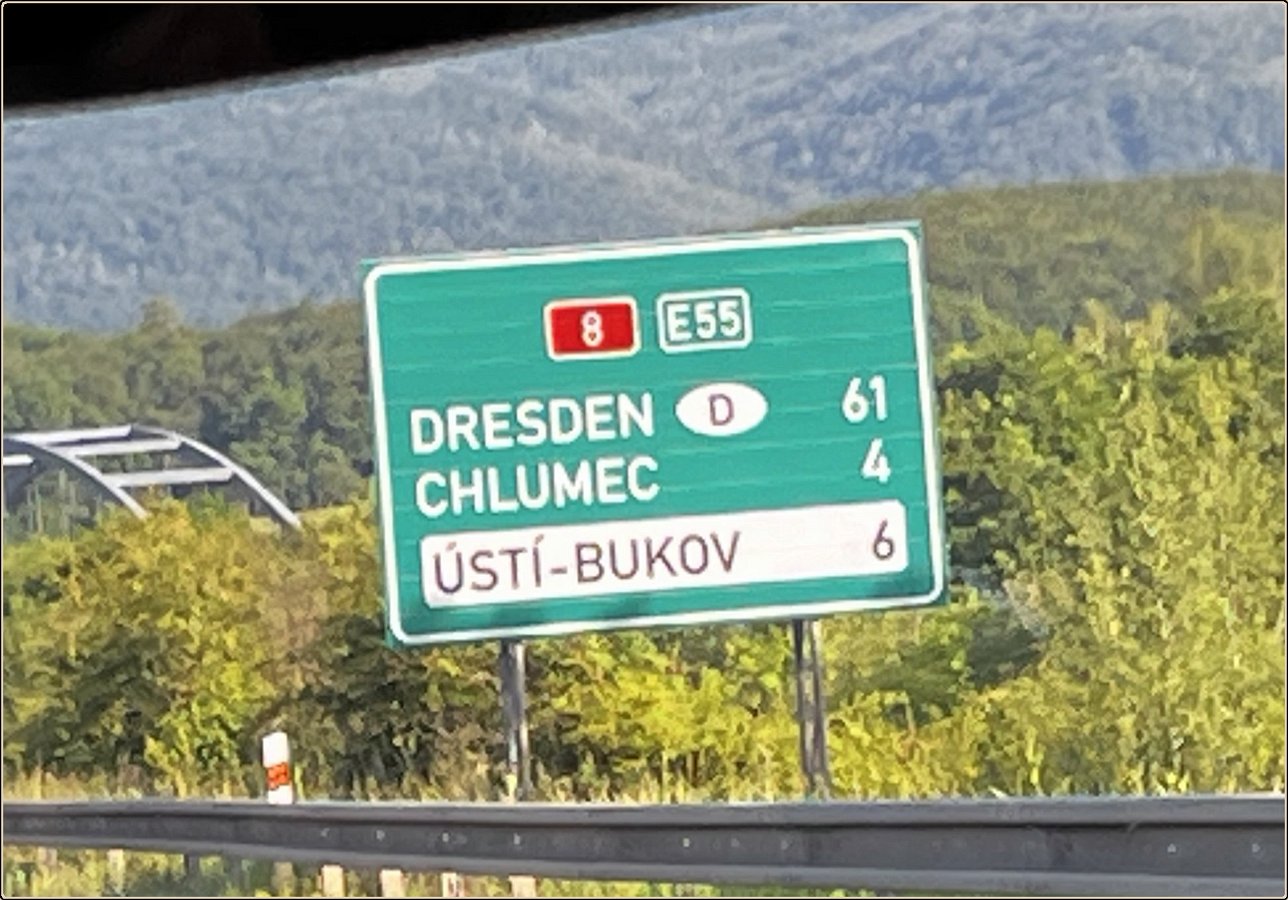 8 E55
DRESDEN D 61
CHLUMEC 4
ÚSTÍ-BUKOV 6